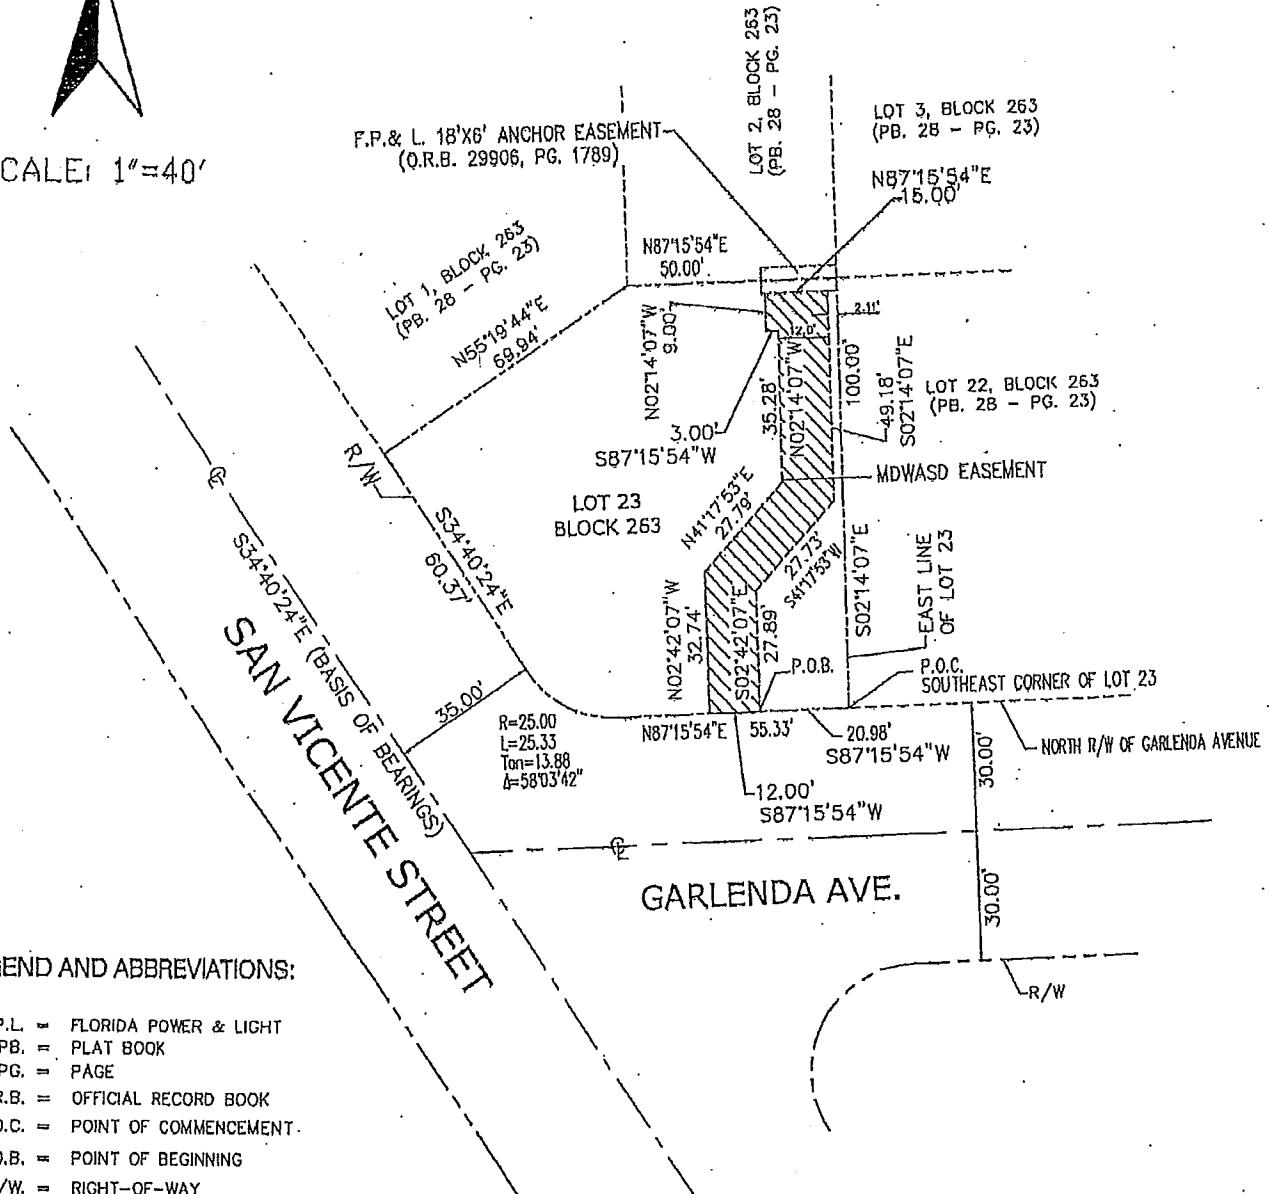 CALE: 1"=40'
F.P.& L. 18'X6' ANCHOR EASEMENT
(O.R.B. 29906, PG. 1789)
LOT 2, BLOCK 263
(PB. 28 - PG. 23)
LOT 3, BLOCK 263
(PB. 28 - PG. 23)
N87°15'54"E
15.00'
LOT 1, BLOCK 263
(PB. 28 - PG. 23)
N87°15'54"E
50.00'
N55°19'44"E
69.94'
N02°14'07"W
9.00'
2.11'
12.0'
3.00'
S87°15'54"W
35.28'
N02°14'07"W
100.00'
49.18'
S02°14'07"E
LOT 22, BLOCK 263
(PB. 28 - PG. 23)
MDWASD EASEMENT
R/W
LOT 23
BLOCK 263
N41°17'53"E
27.79'
27.73'
S41°17'53"W
S34°40'24"E
60.37'
S34°40'24"E (BASIS OF BEARINGS)
N02°42'07"W
32.74'
S02°42'07"E
27.89'
S02°14'07"E
EAST LINE
OF LOT 23
P.O.B.
P.O.C.
SOUTHEAST CORNER OF LOT 23
35.00'
R=25.00
L=25.33
Tan=13.88
Δ=58°03'42"
N87°15'54"E
55.33'
20.98'
S87°15'54"W
12.00'
S87°15'54"W
NORTH R/W OF GARLENDA AVENUE
30.00'
30.00'
SAN VICENTE STREET
GARLENDA AVE.
R/W
END AND ABBREVIATIONS:
P.L. = FLORIDA POWER & LIGHT
PB. = PLAT BOOK
PG. = PAGE
R.B. = OFFICIAL RECORD BOOK
O.C. = POINT OF COMMENCEMENT
O.B. = POINT OF BEGINNING
/W. = RIGHT-OF-WAY